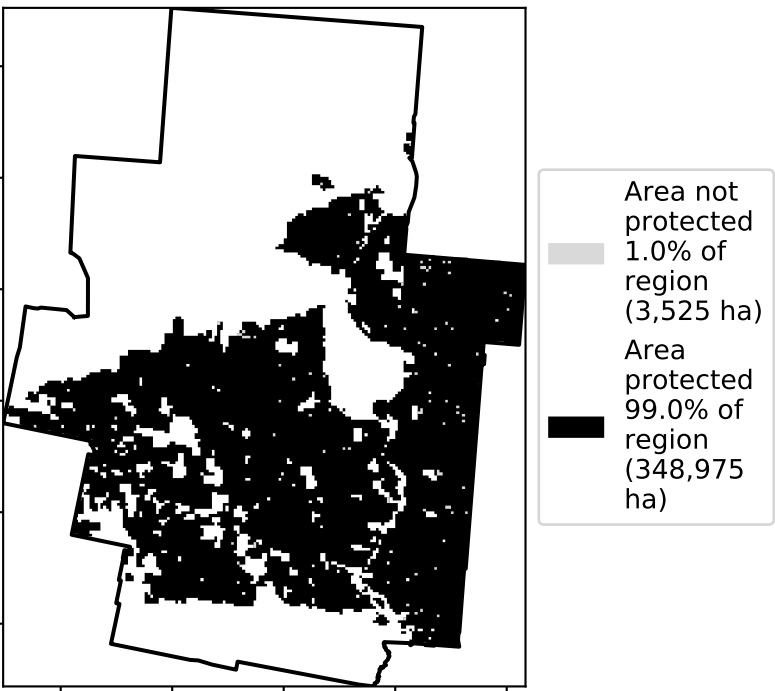 Area not
protected
1.0% of
region
(3,525 ha)
Area
protected
99.0% of
region
(348,975
ha)